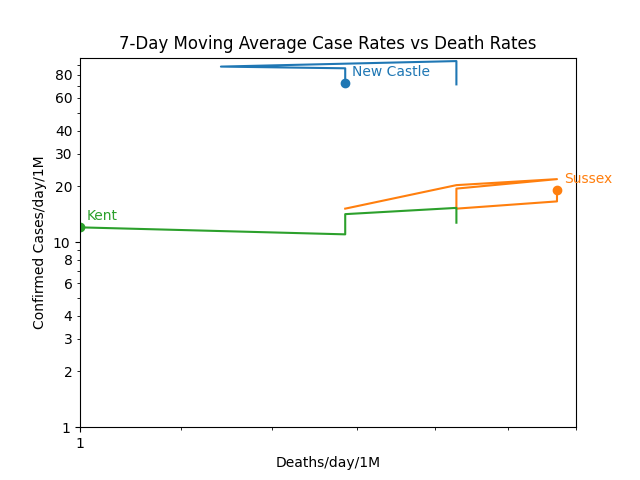 7-Day Moving Average Case Rates vs Death Rates
80
New Castle
60
40
30
20
Sussex
Kent
10
8
6
4
3
2
1
1
Confirmed Cases/day/1M
Deaths/day/1M